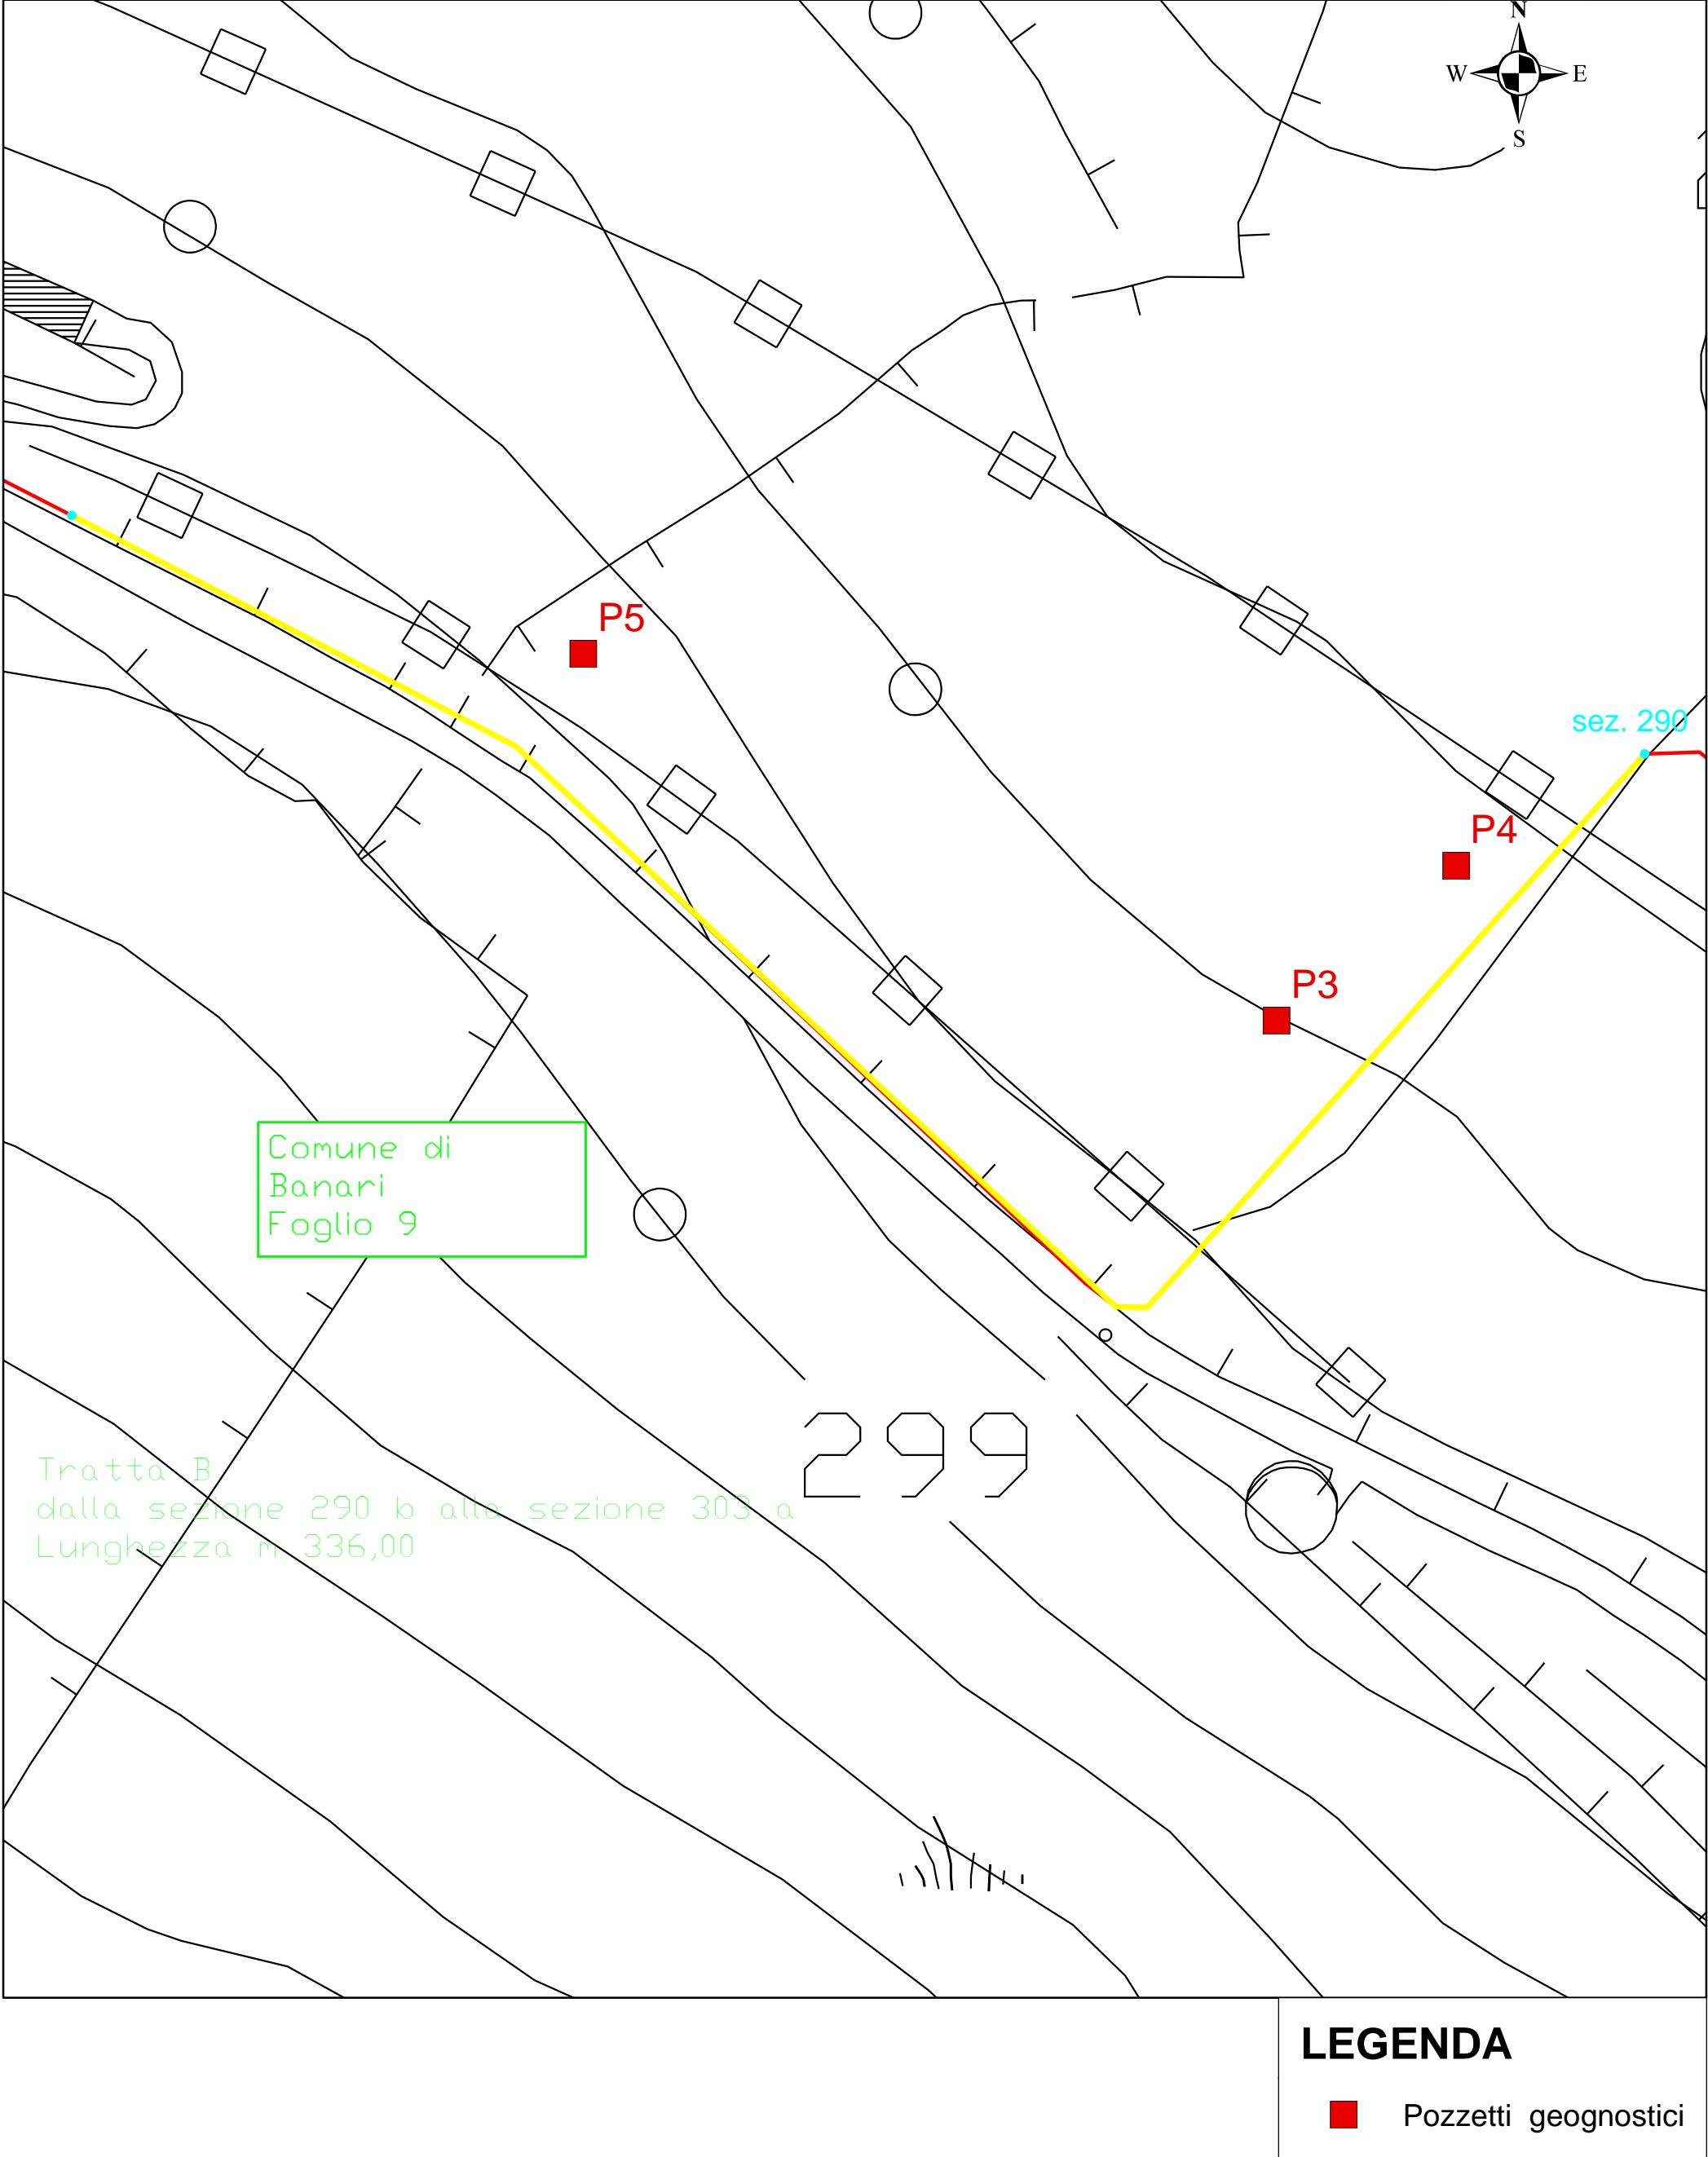 N
W E
S
P5
sez. 290
P4
P3
Comune di
Banari
Foglio 9
299
Tratta B
dalla sezione 290 b alla sezione 303 a
Lunghezza m 336,00
LEGENDA
Pozzetti geognostici